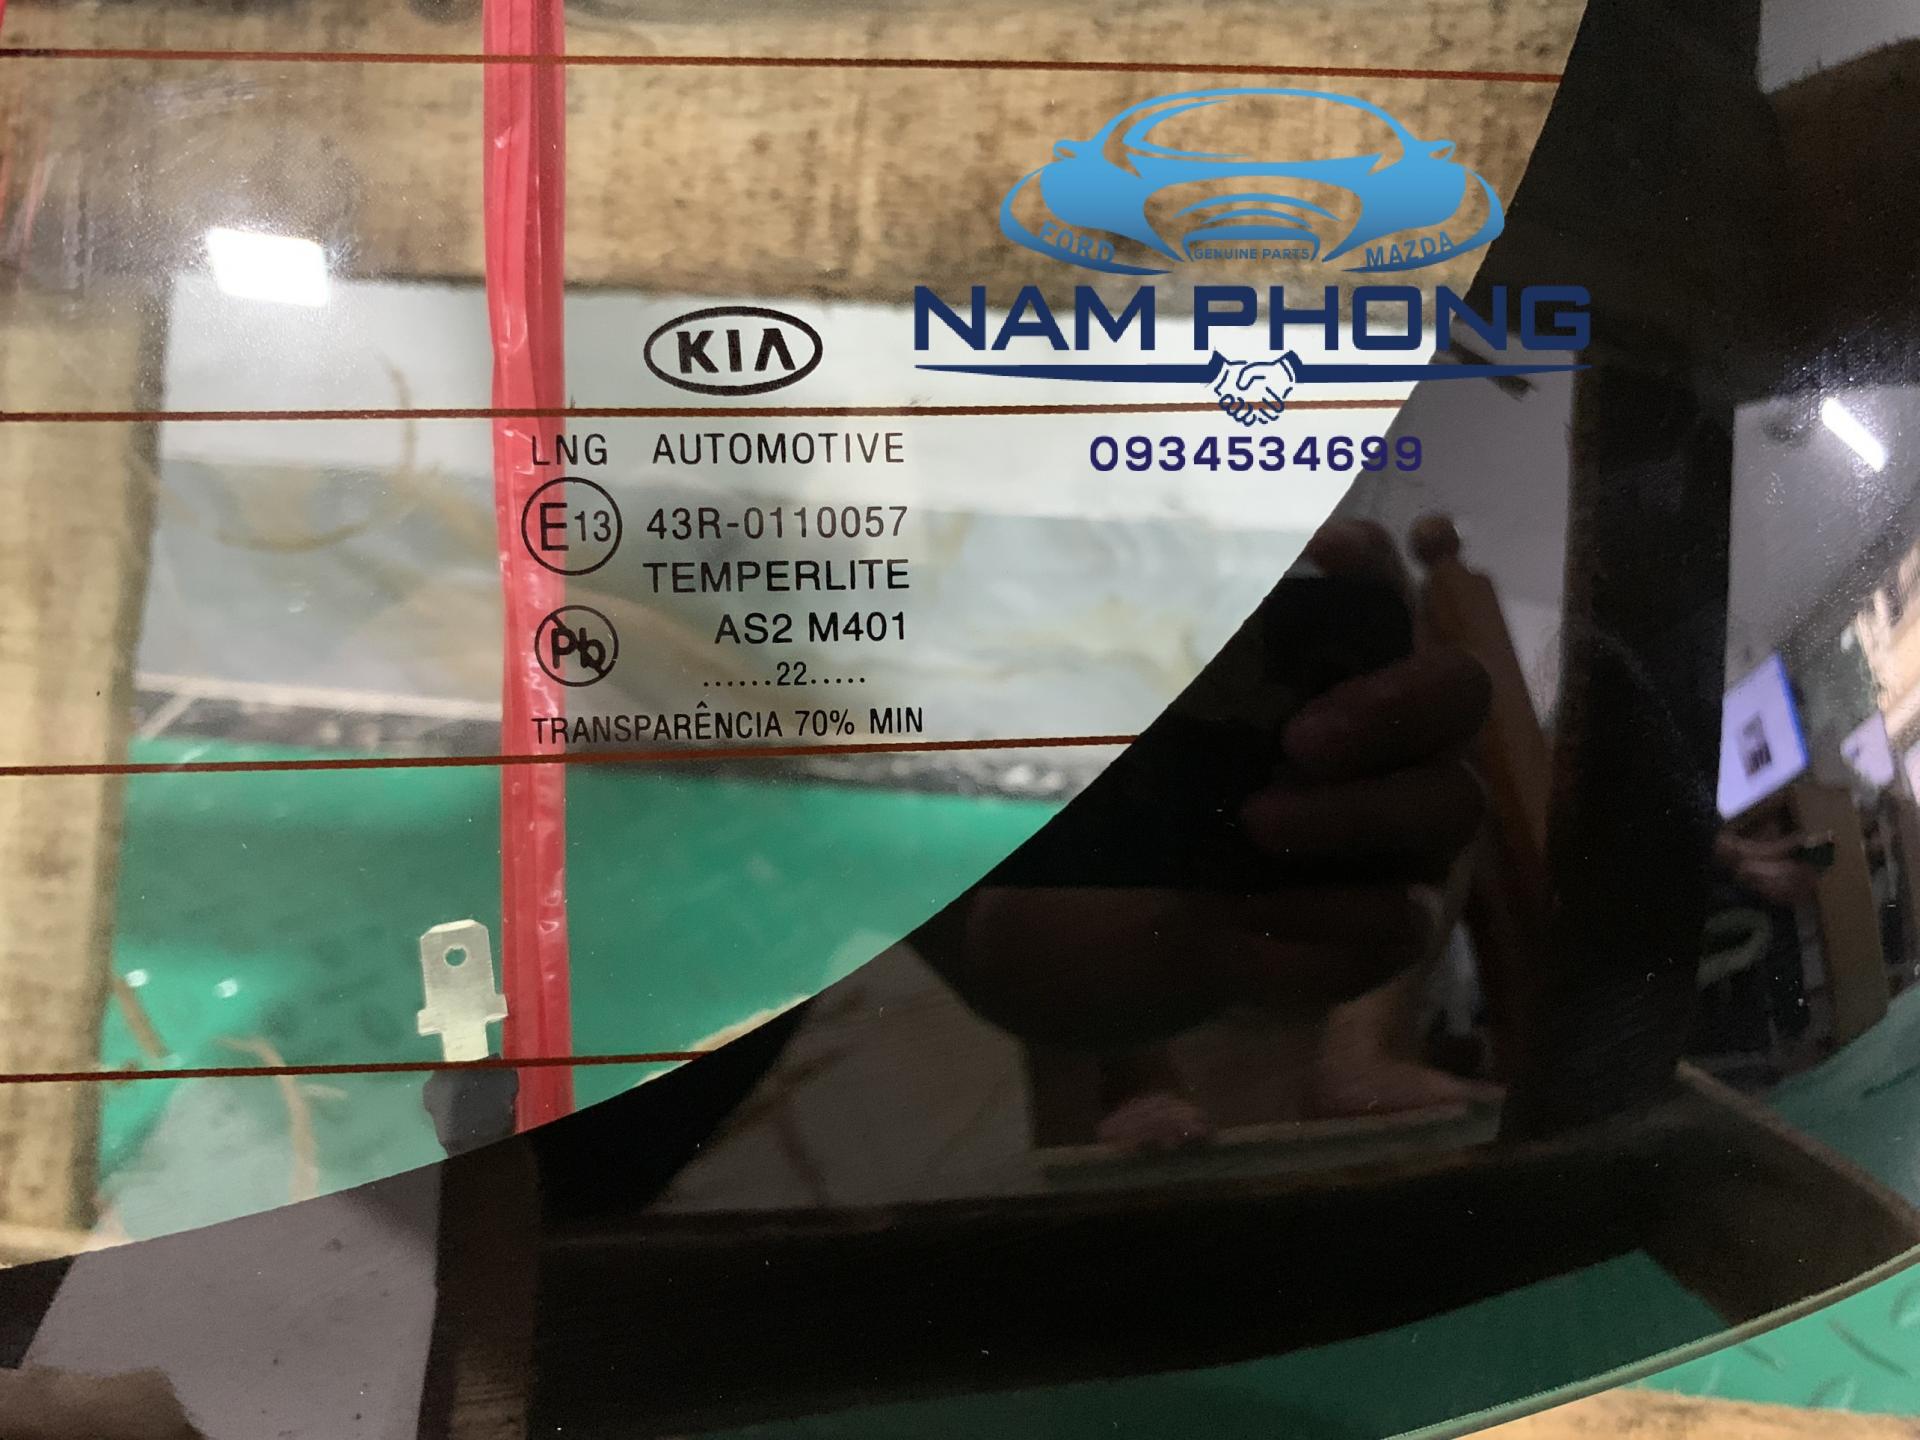 FORD
GENUINE PARTS
MAZDA
NAM PHONG
0934534699
KIA
LNG AUTOMOTIVE
E13 43R-0110057
TEMPERLITE
Pb AS2 M401
......22.....
TRANSPARÊNCIA 70% MIN